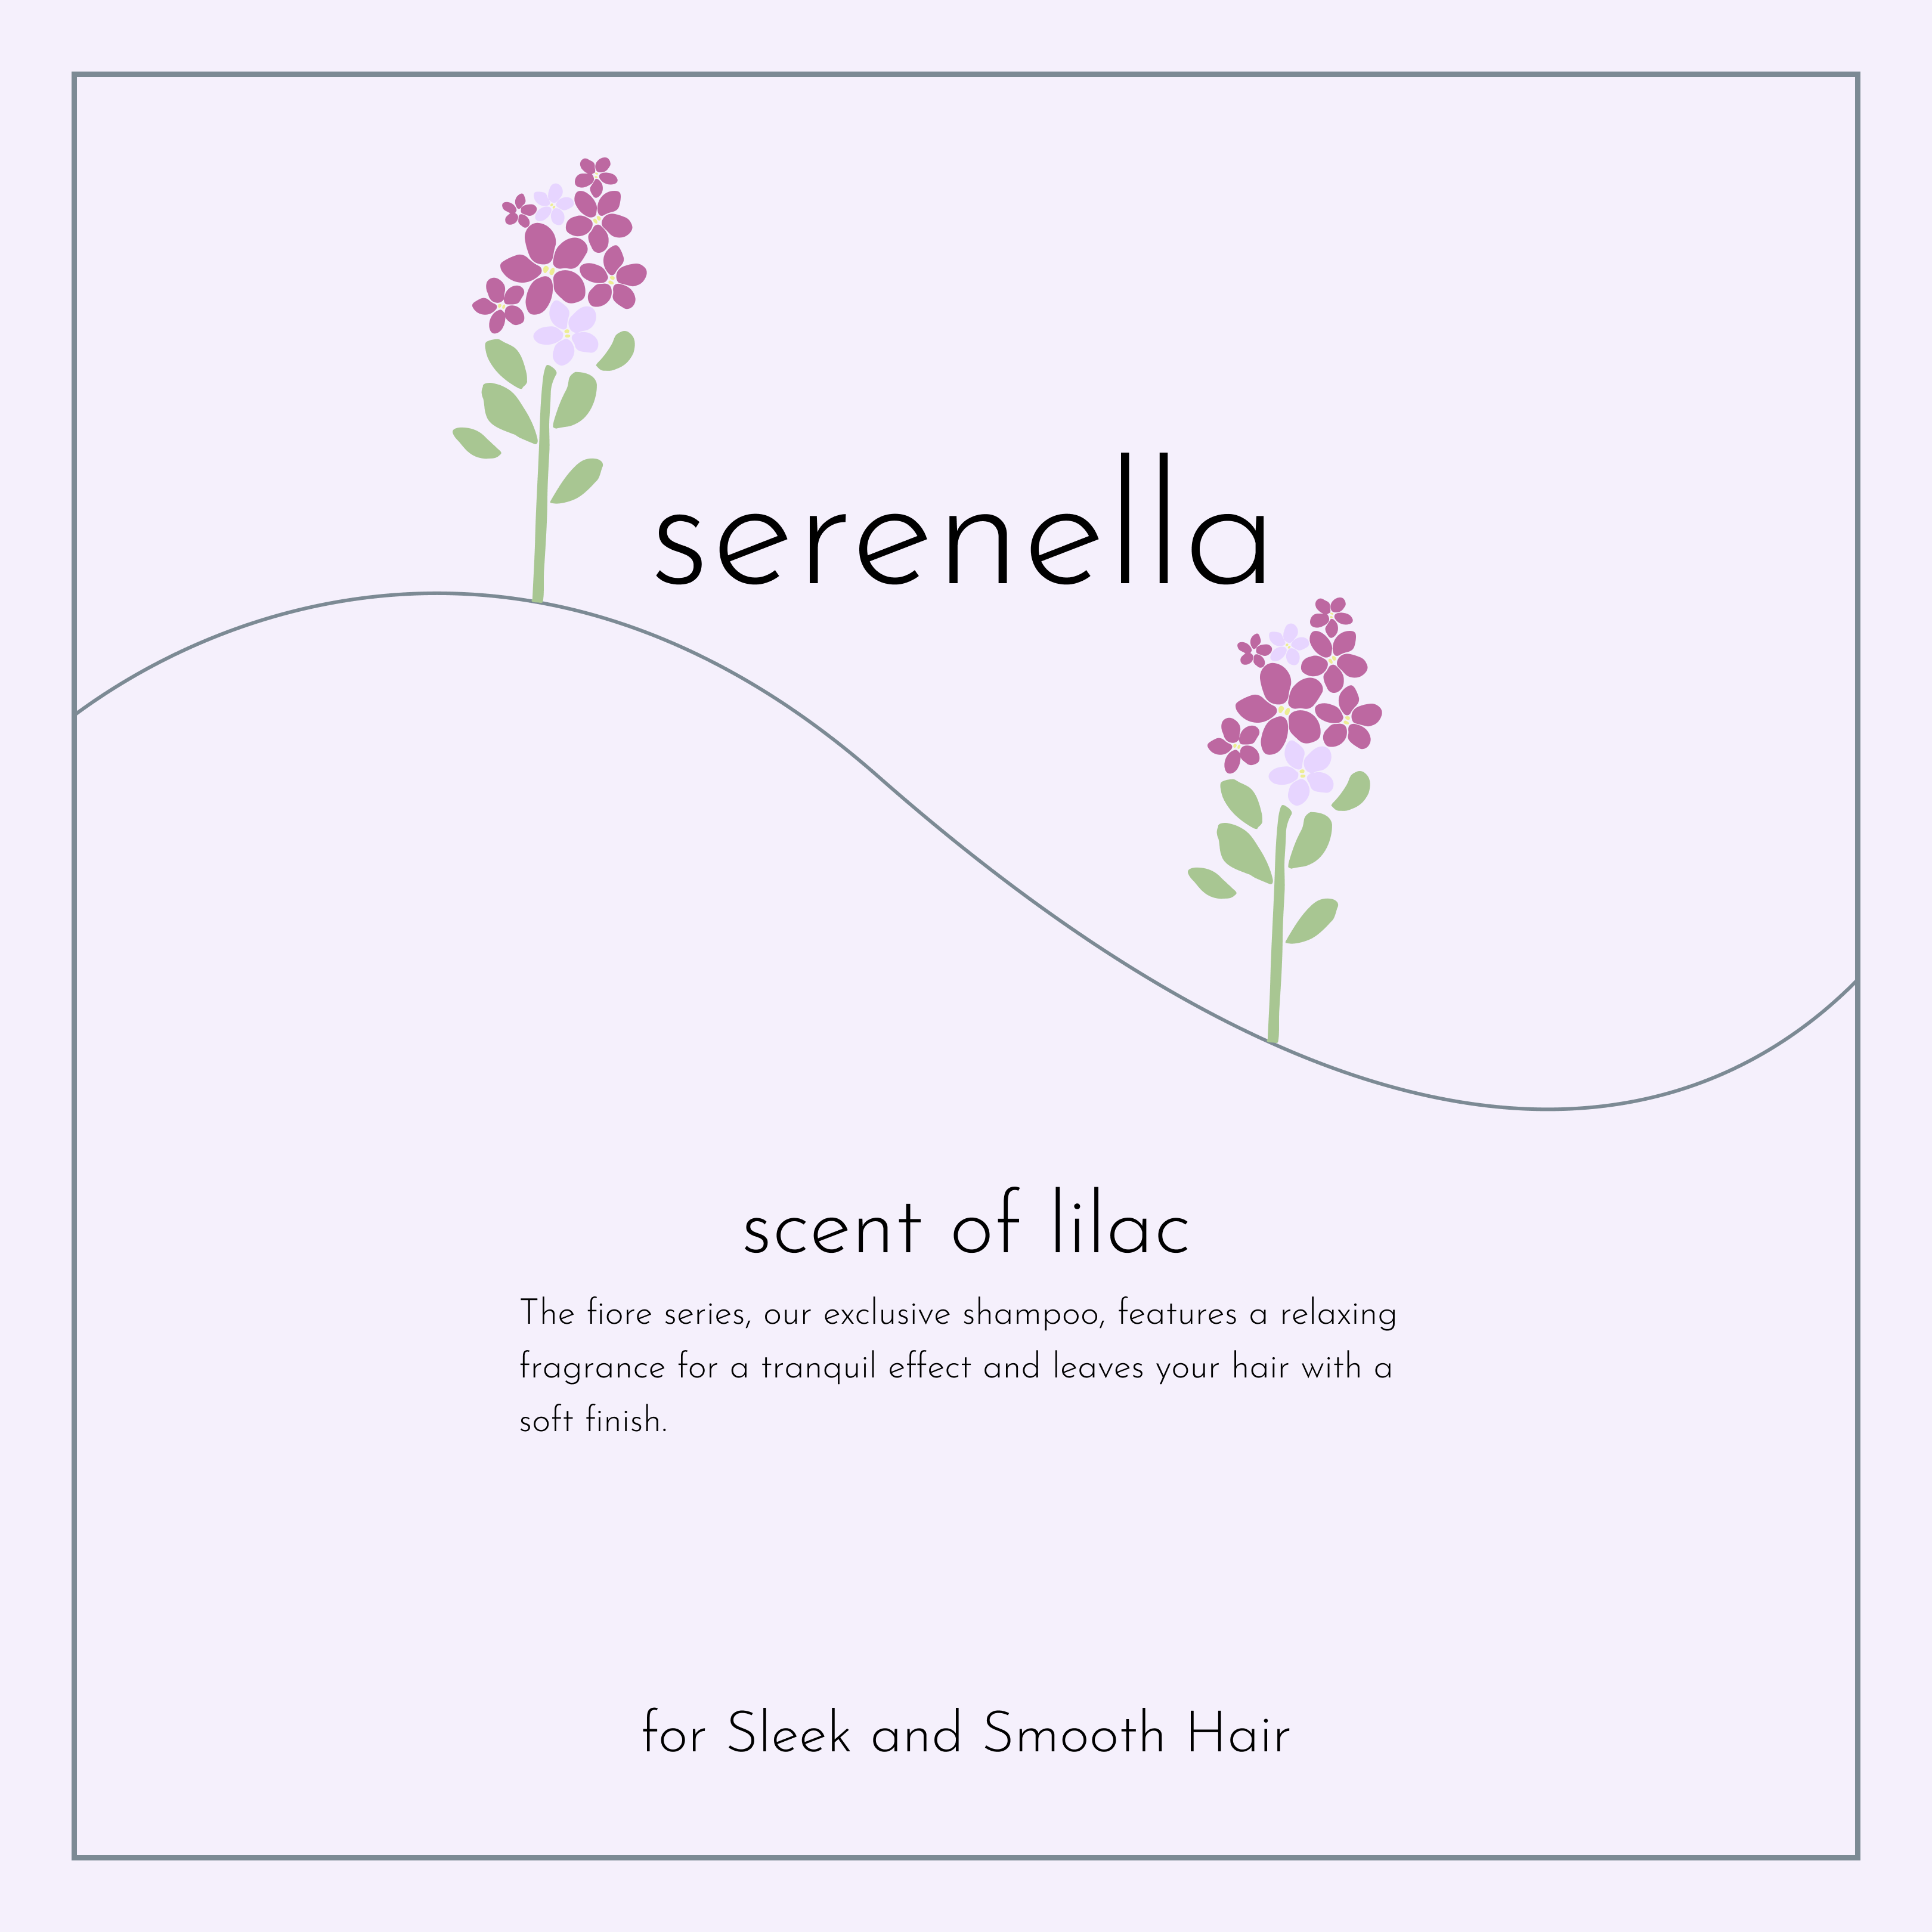 serenella
scent of lilac
The fiore series, our exclusive shampoo, features a relaxing
fragrance for a tranquil effect and leaves your hair with a
soft finish.
for Sleek and Smooth Hair